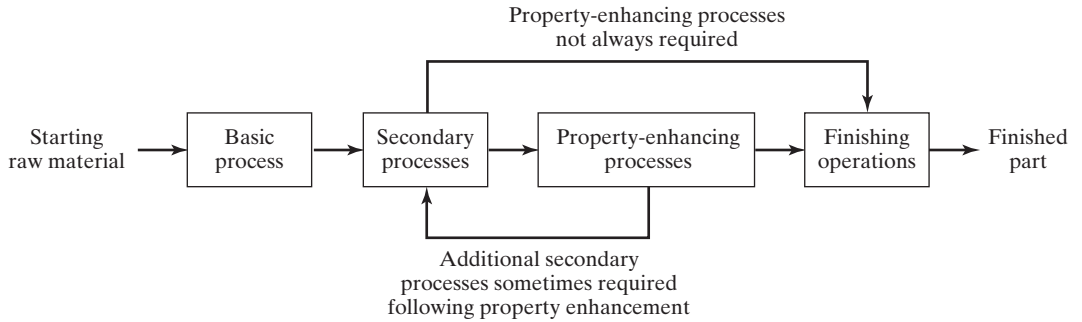 Property-enhancing processes
not always required
Starting
raw material
Basic
process
Secondary
processes
Property-enhancing
processes
Finishing
operations
Finished
part
Additional secondary
processes sometimes required
following property enhancement